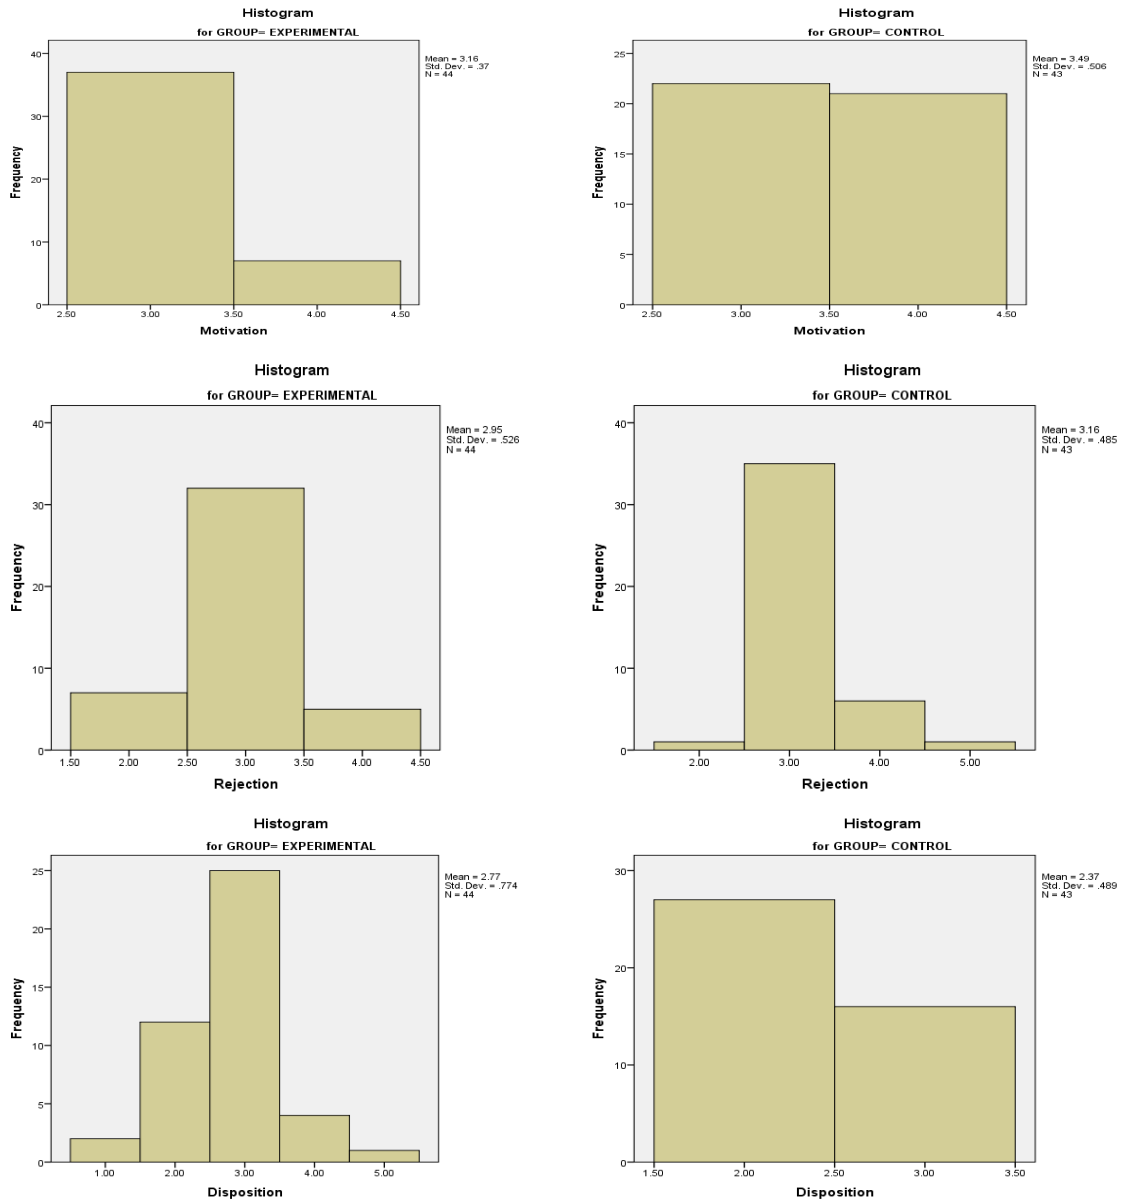 Histogram
for GROUP= EXPERIMENTAL
Mean = 3.16
Std. Dev. = .37
N = 44
40
30
20
10
0
Frequency
2.50 3.00 3.50 4.00 4.50
Motivation
Histogram
for GROUP= CONTROL
Mean = 3.49
Std. Dev. = .506
N = 43
25
20
15
10
5
0
Frequency
2.50 3.00 3.50 4.00 4.50
Motivation
Histogram
for GROUP= EXPERIMENTAL
Mean = 2.95
Std. Dev. = .526
N = 44
40
30
20
10
0
Frequency
1.50 2.00 2.50 3.00 3.50 4.00 4.50
Rejection
Histogram
for GROUP= CONTROL
Mean = 3.16
Std. Dev. = .485
N = 43
40
30
20
10
0
Frequency
2.00 3.00 4.00 5.00
Rejection
Histogram
for GROUP= EXPERIMENTAL
Mean = 2.77
Std. Dev. = .774
N = 44
25
20
15
10
5
0
Frequency
1.00 2.00 3.00 4.00 5.00
Disposition
Histogram
for GROUP= CONTROL
Mean = 2.37
Std. Dev. = .489
N = 43
30
20
10
0
Frequency
1.50 2.00 2.50 3.00 3.50
Disposition